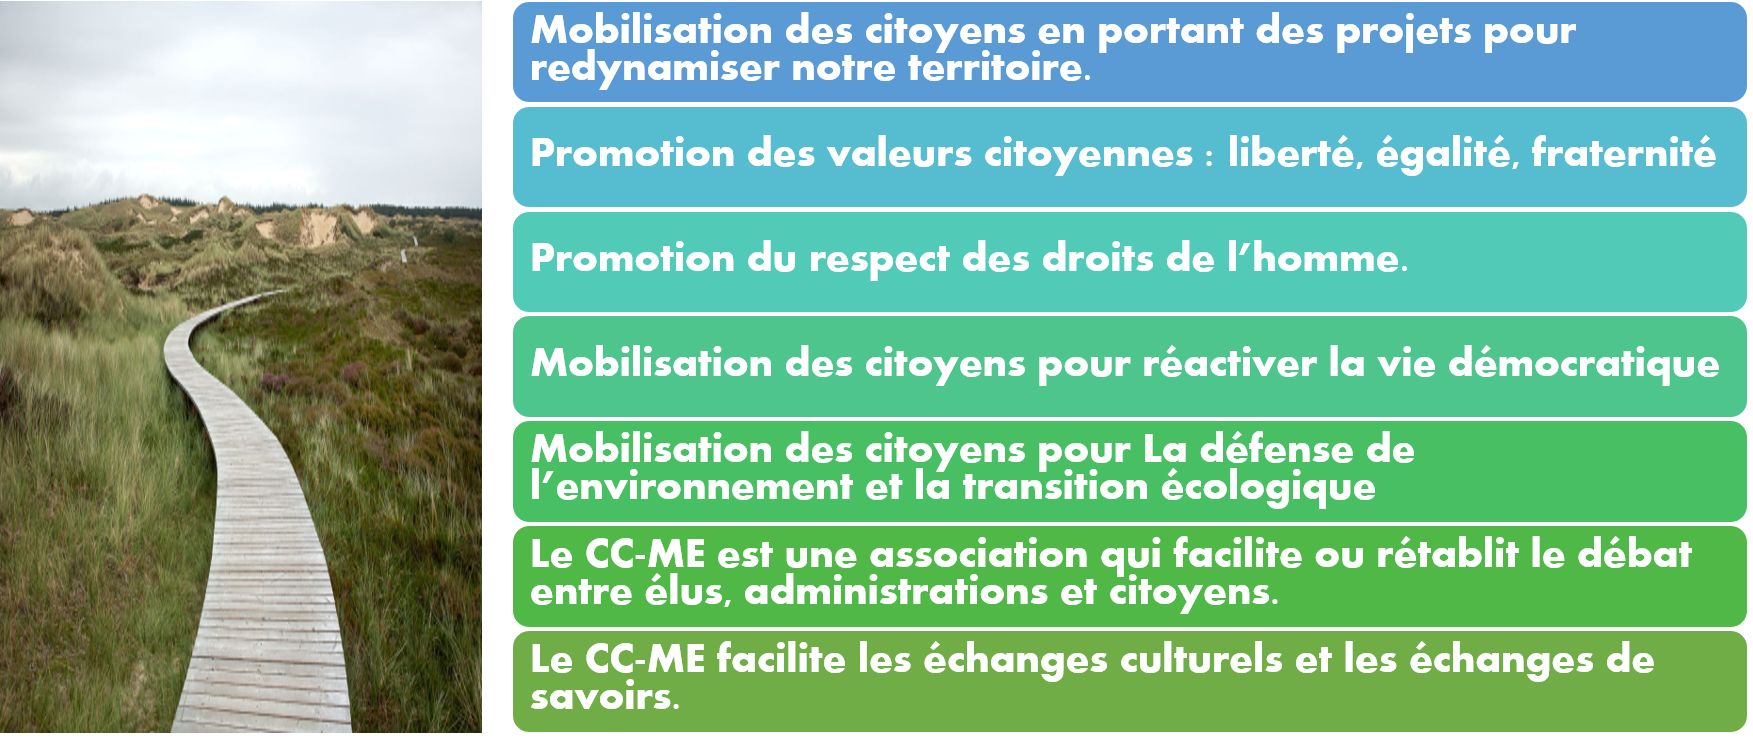 Mobilisation des citoyens en portant des projets pour
redynamiser notre territoire.
Promotion des valeurs citoyennes : liberté, égalité, fraternité
Promotion du respect des droits de l’homme.
Mobilisation des citoyens pour réactiver la vie démocratique
Mobilisation des citoyens pour La défense de
l’environnement et la transition écologique
Le CC-ME est une association qui facilite ou rétablit le débat
entre élus, administrations et citoyens.
Le CC-ME facilite les échanges culturels et les échanges de
savoirs.